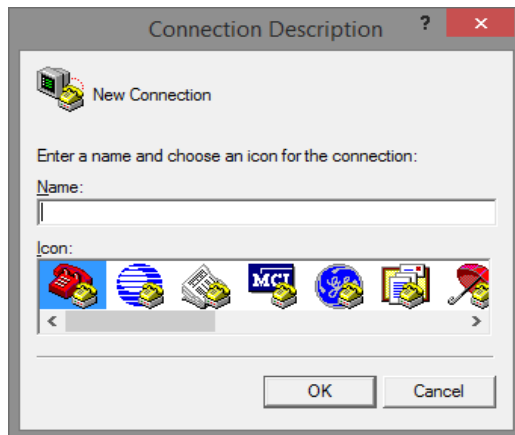 Connection Description ?
New Connection
Enter a name and choose an icon for the connection:
Name:
Icon:
MCI
OK Cancel